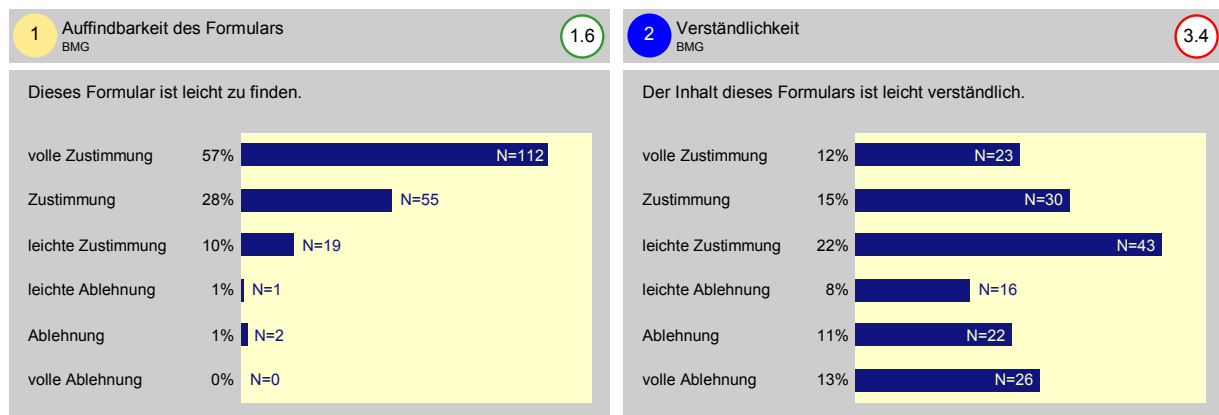 1 Auffindbarkeit des Formulars 1.6
BMG
Dieses Formular ist leicht zu finden.
volle Zustimmung 57% N=112
Zustimmung 28% N=55
leichte Zustimmung 10% N=19
leichte Ablehnung 1% N=1
Ablehnung 1% N=2
volle Ablehnung 0% N=0
2 Verständlichkeit 3.4
BMG
Der Inhalt dieses Formulars ist leicht verständlich.
volle Zustimmung 12% N=23
Zustimmung 15% N=30
leichte Zustimmung 22% N=43
leichte Ablehnung 8% N=16
Ablehnung 11% N=22
volle Ablehnung 13% N=26